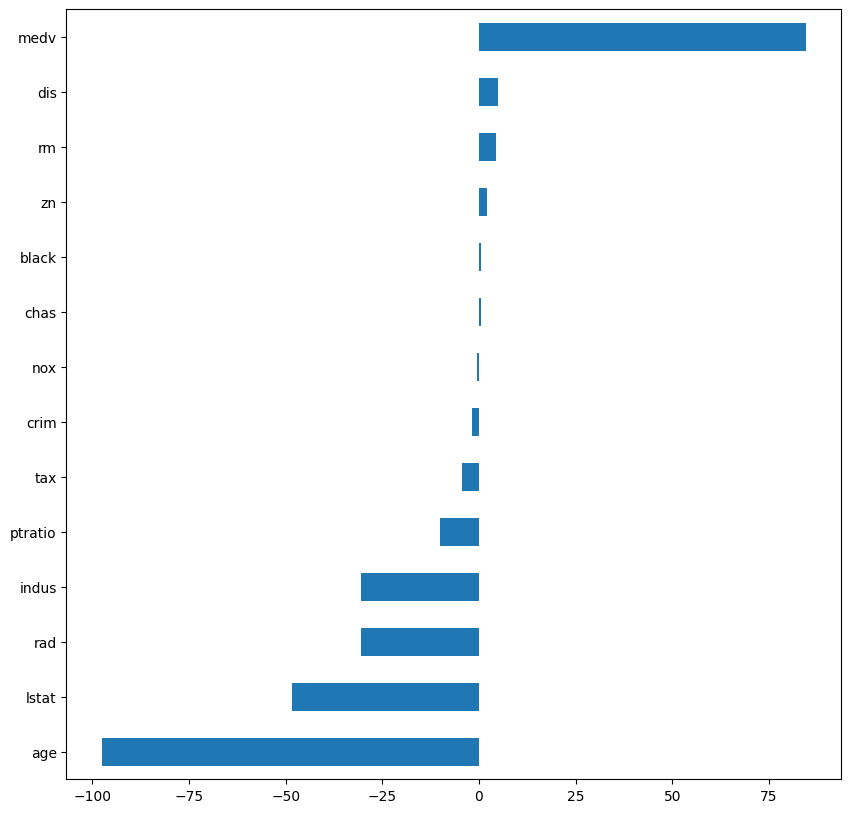 medv
dis
rm
zn
black
chas
nox
crim
tax
ptratio
indus
rad
lstat
age
−100 −75 −50 −25 0 25 50 75